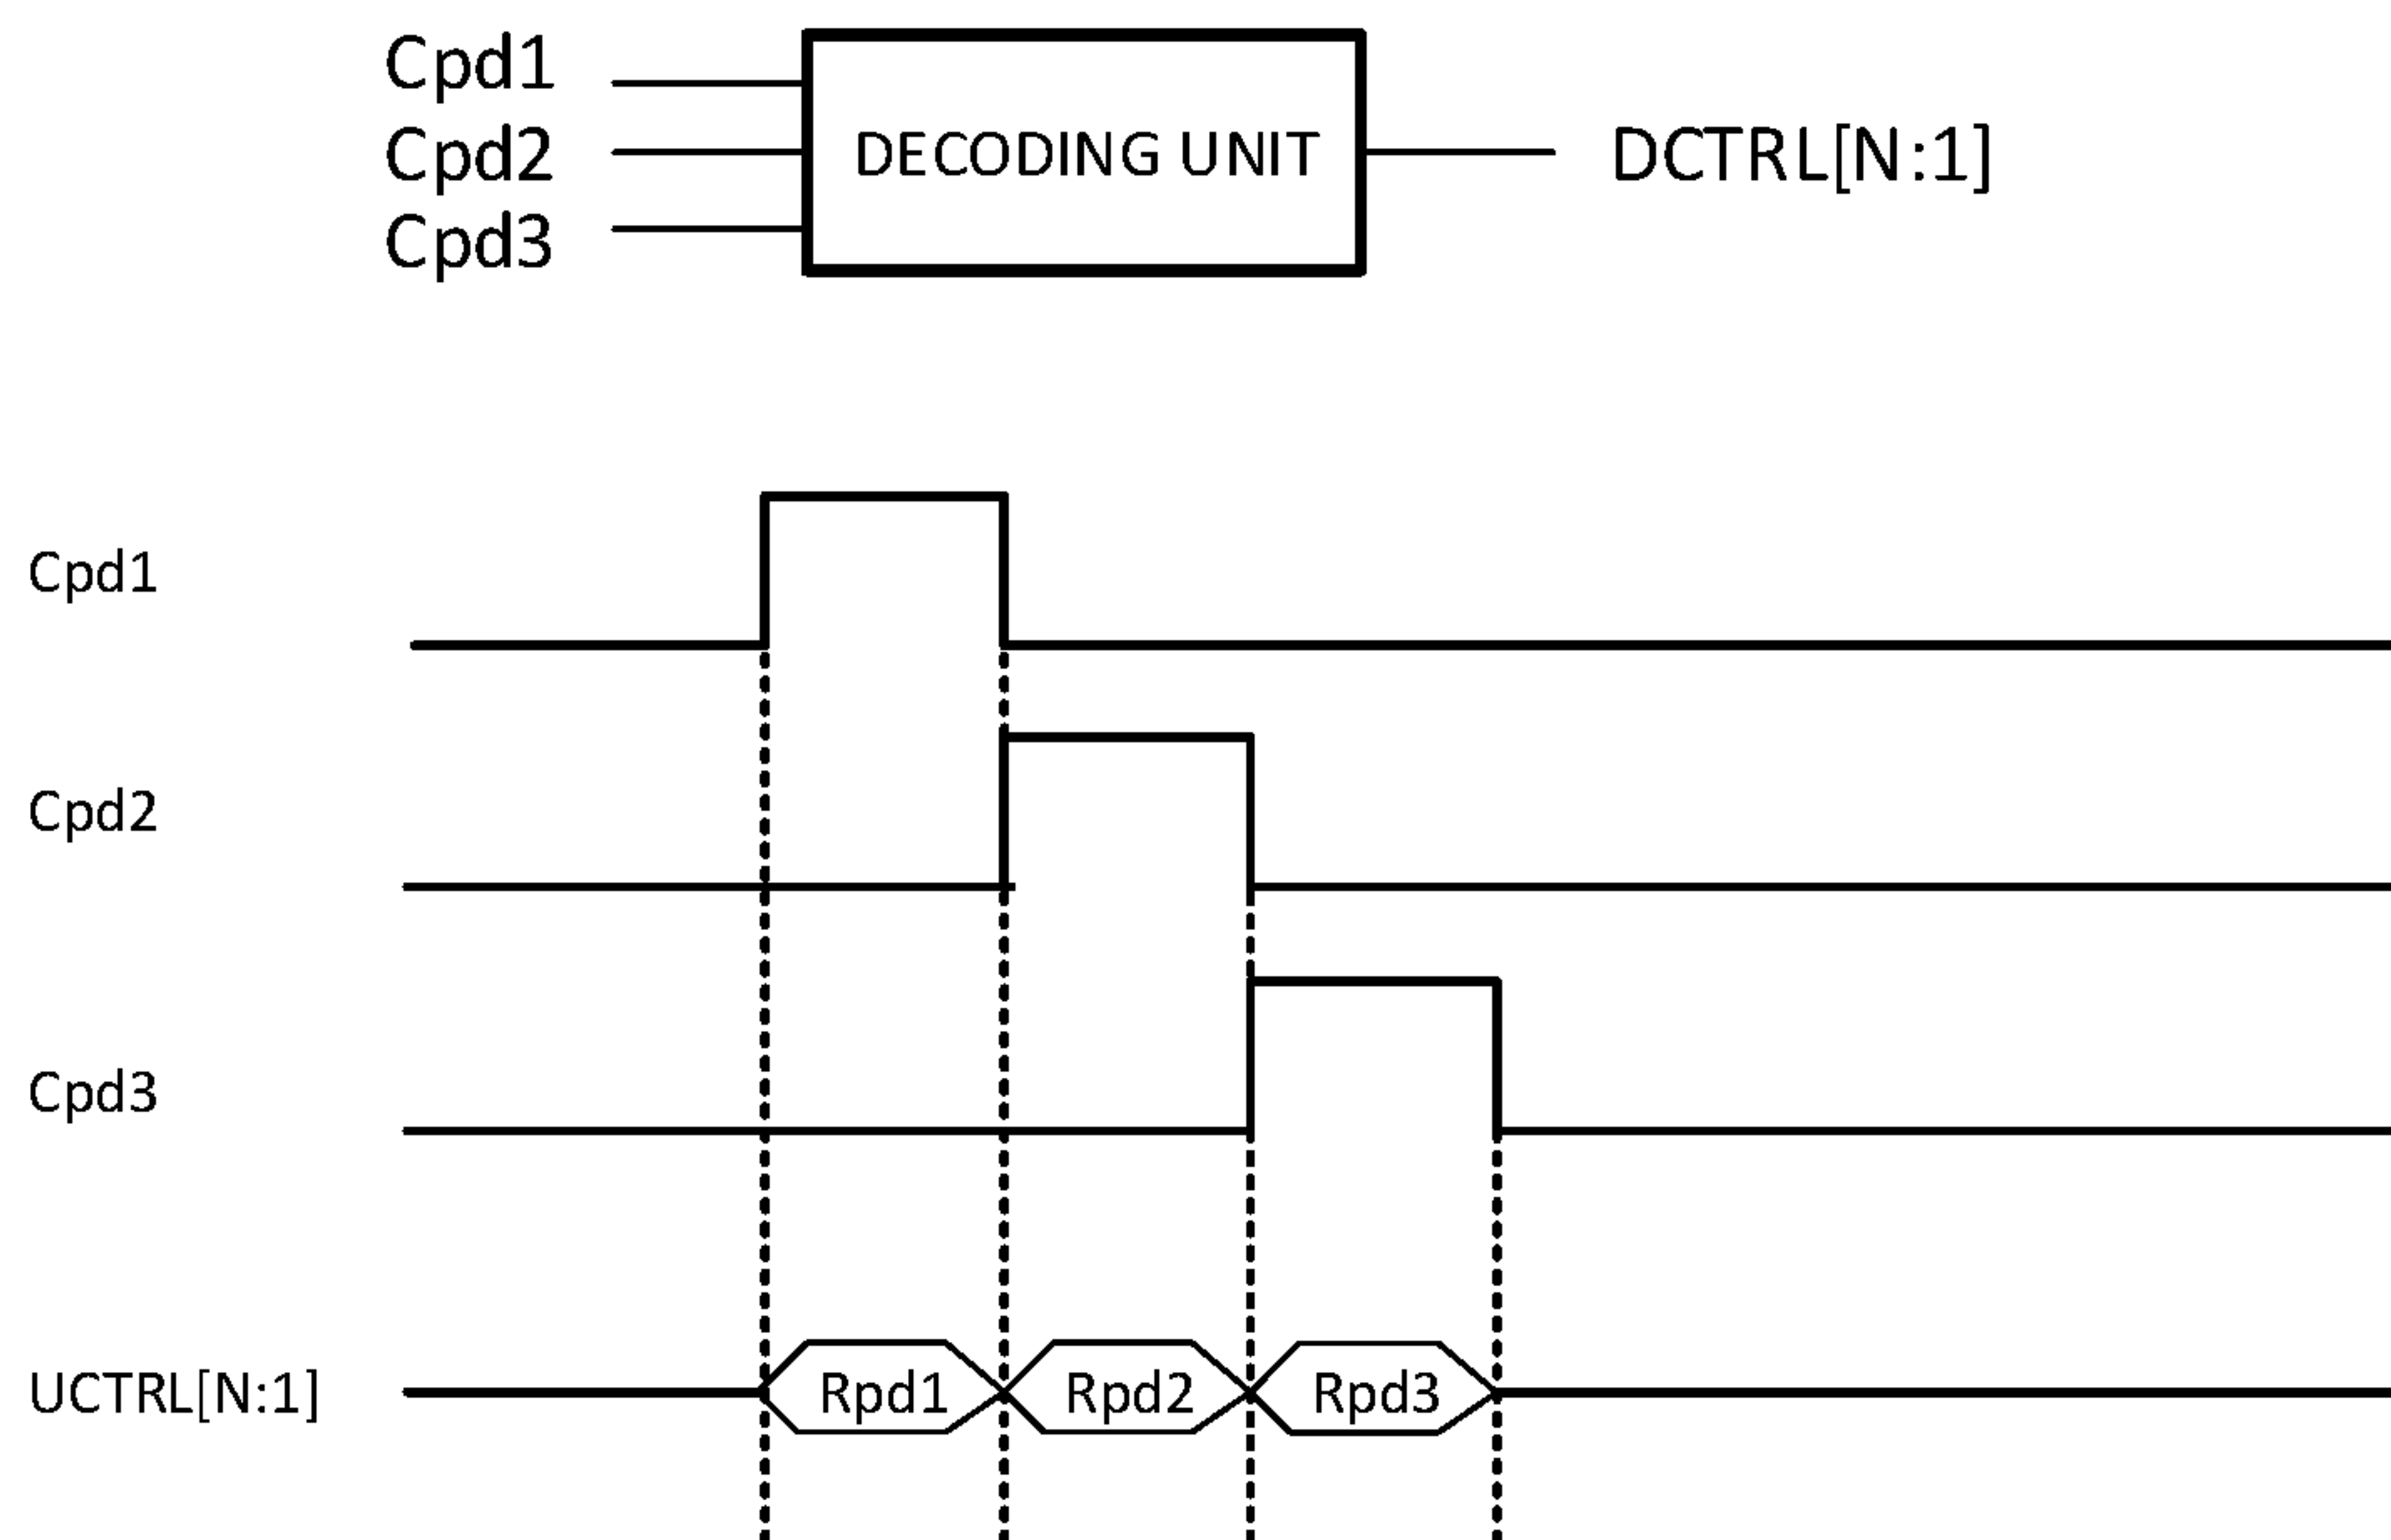 Cpd1
Cpd2
Cpd3
DECODING UNIT
DCTRL[N:1]
Cpd1
Cpd2
Cpd3
UCTRL[N:1]
Rpd1
Rpd2
Rpd3